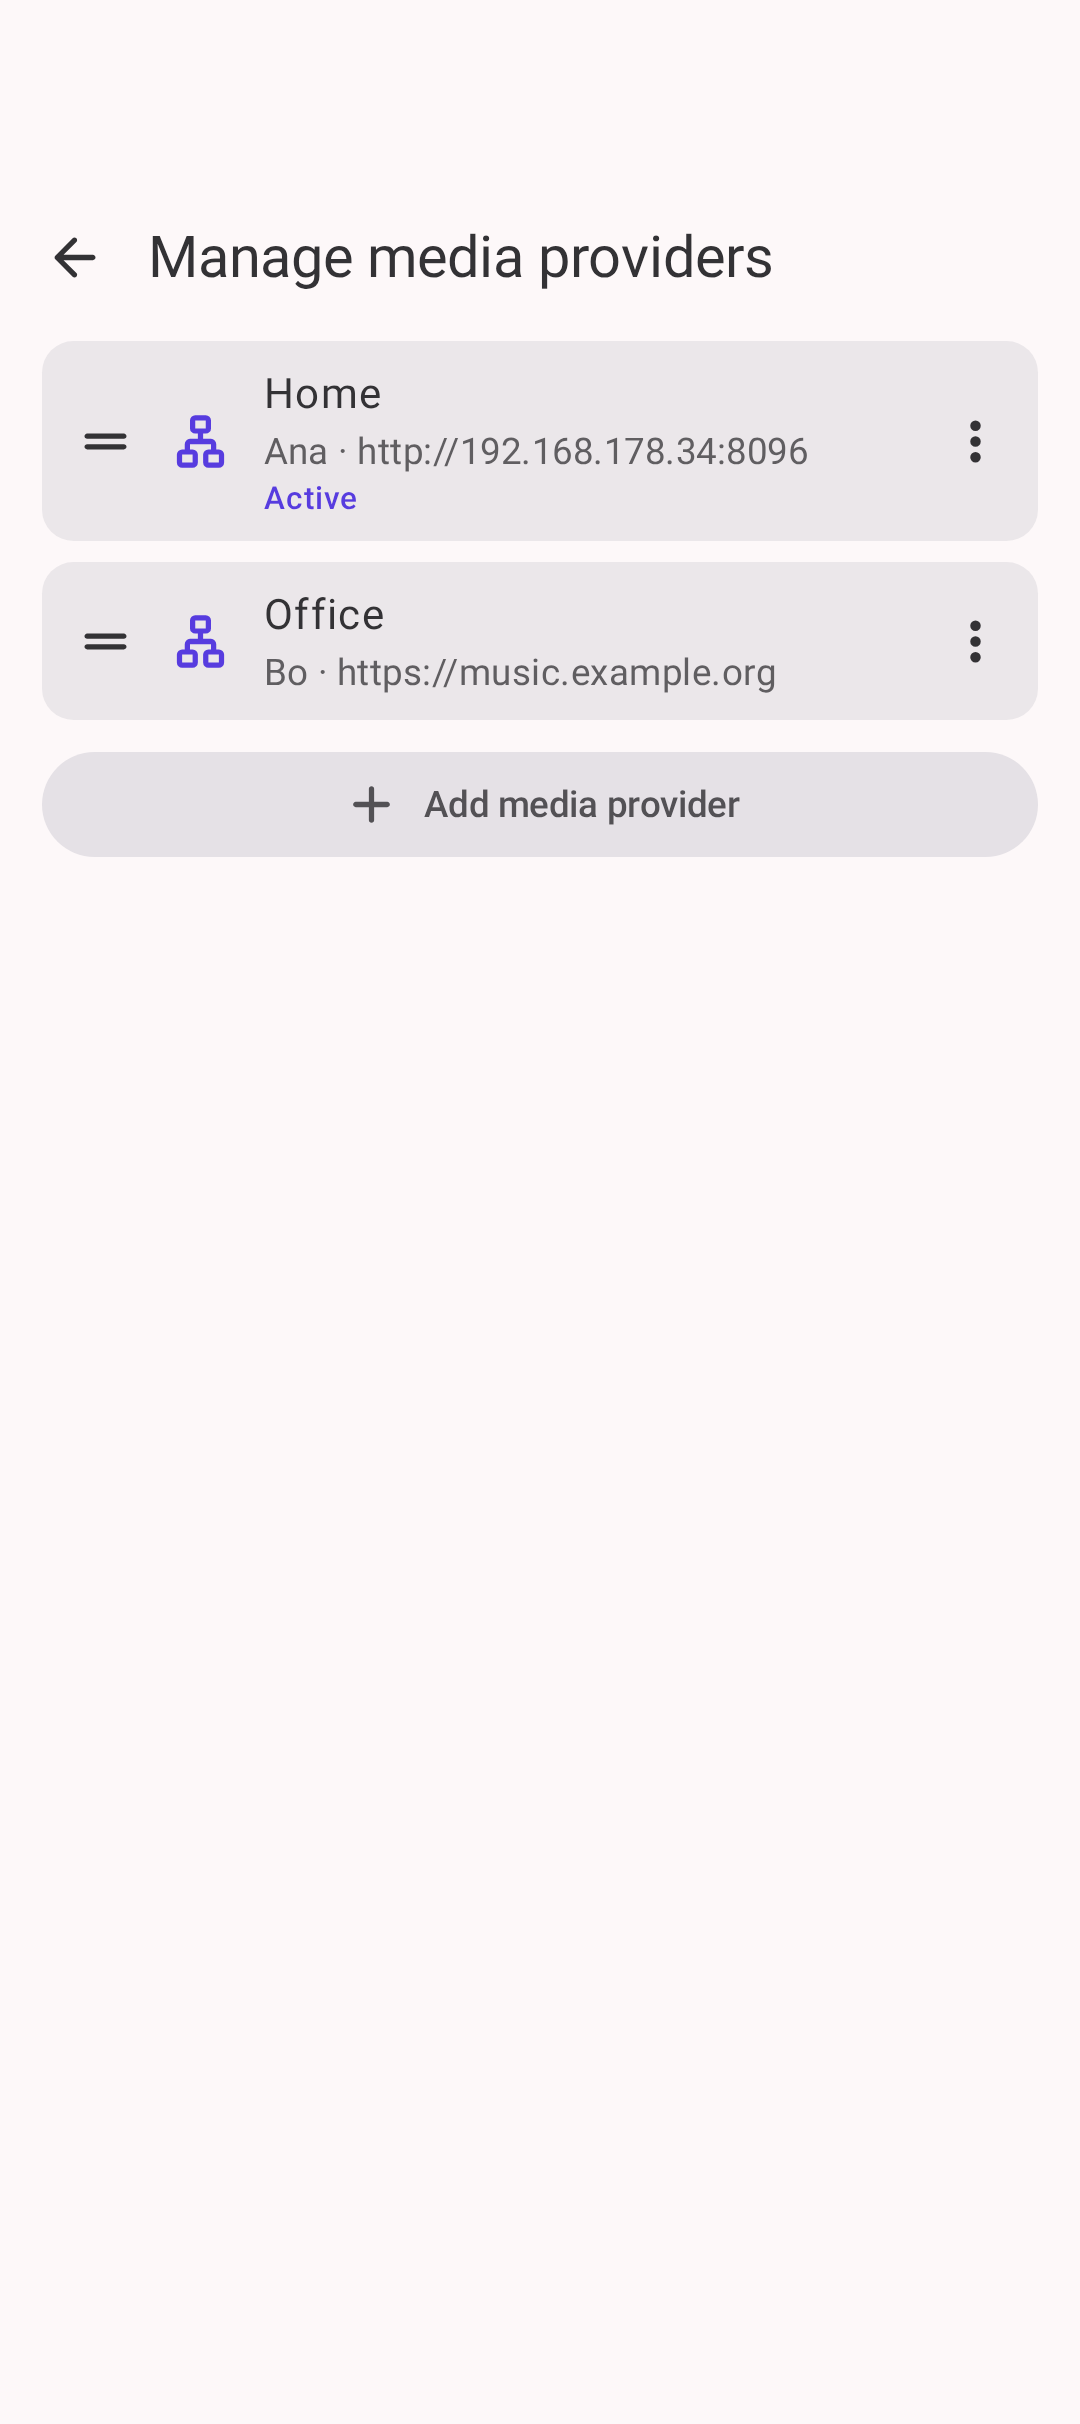 Manage media providers
Home
Ana · http://192.168.178.34:8096
Active
Office
Bo · https://music.example.org
Add media provider